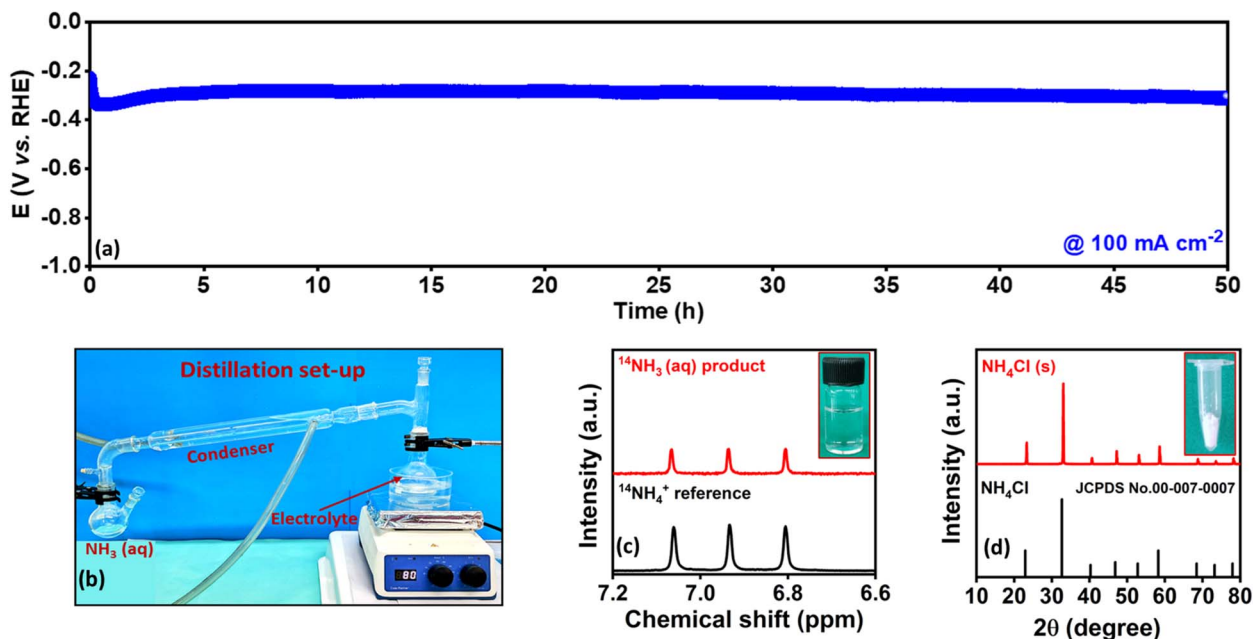 0.0
-0.2
-0.4
-0.6
-0.8
-1.0
E (V vs. RHE)
(a)
@ 100 mA cm-2
0 5 10 15 20 25 30 35 40 45 50
Time (h)
Distillation set-up
Condenser
Electrolyte
NH3 (aq)
80
(b)
Intensity (a.u.)
14NH3 (aq) product
14NH4+ reference
(c)
7.2 7.0 6.8 6.6
Chemical shift (ppm)
Intensity (a.u.)
NH4Cl (s)
NH4Cl JCPDS No.00-007-0007
(d)
10 20 30 40 50 60 70 80
2θ (degree)